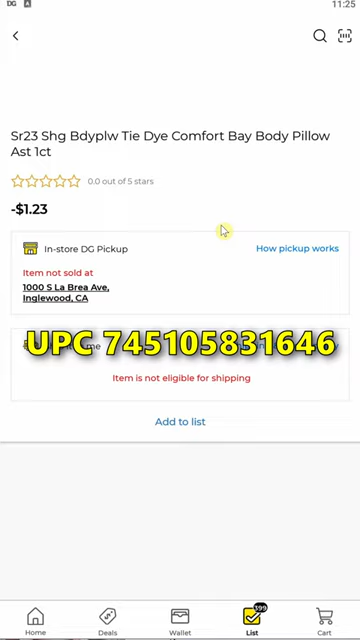 DG A 11:25
Sr23 Shg Bdyplw Tie Dye Comfort Bay Body Pillow
Ast 1ct
0.0 out of 5 stars
-$1.23
In-store DG Pickup How pickup works
Item not sold at
1000 S La Brea Ave,
Inglewood, CA
UPC 745105831646
Item is not eligible for shipping
Add to list
399
Home Deals Wallet List Cart